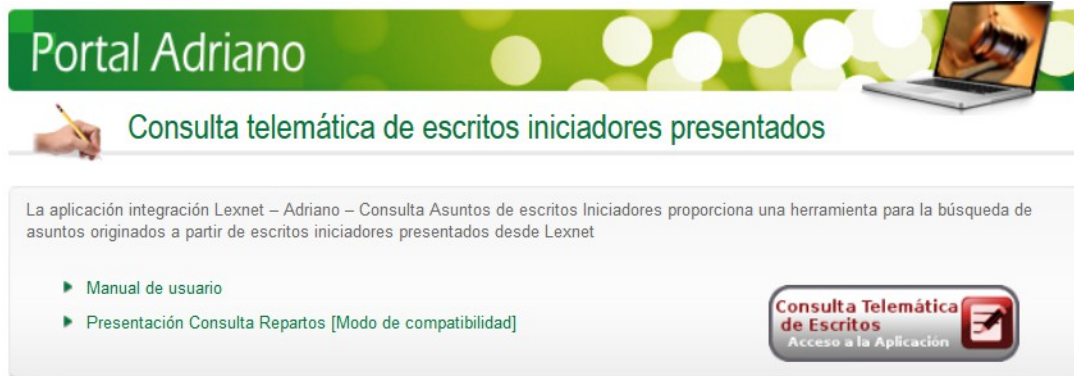 Portal Adriano
Consulta telemática de escritos iniciadores presentados
La aplicación integración Lexnet – Adriano – Consulta Asuntos de escritos Iniciadores proporciona una herramienta para la búsqueda de
asuntos originados a partir de escritos iniciadores presentados desde Lexnet
Manual de usuario
Presentación Consulta Repartos [Modo de compatibilidad]
Consulta Telemática
de Escritos
Acceso a la Aplicación